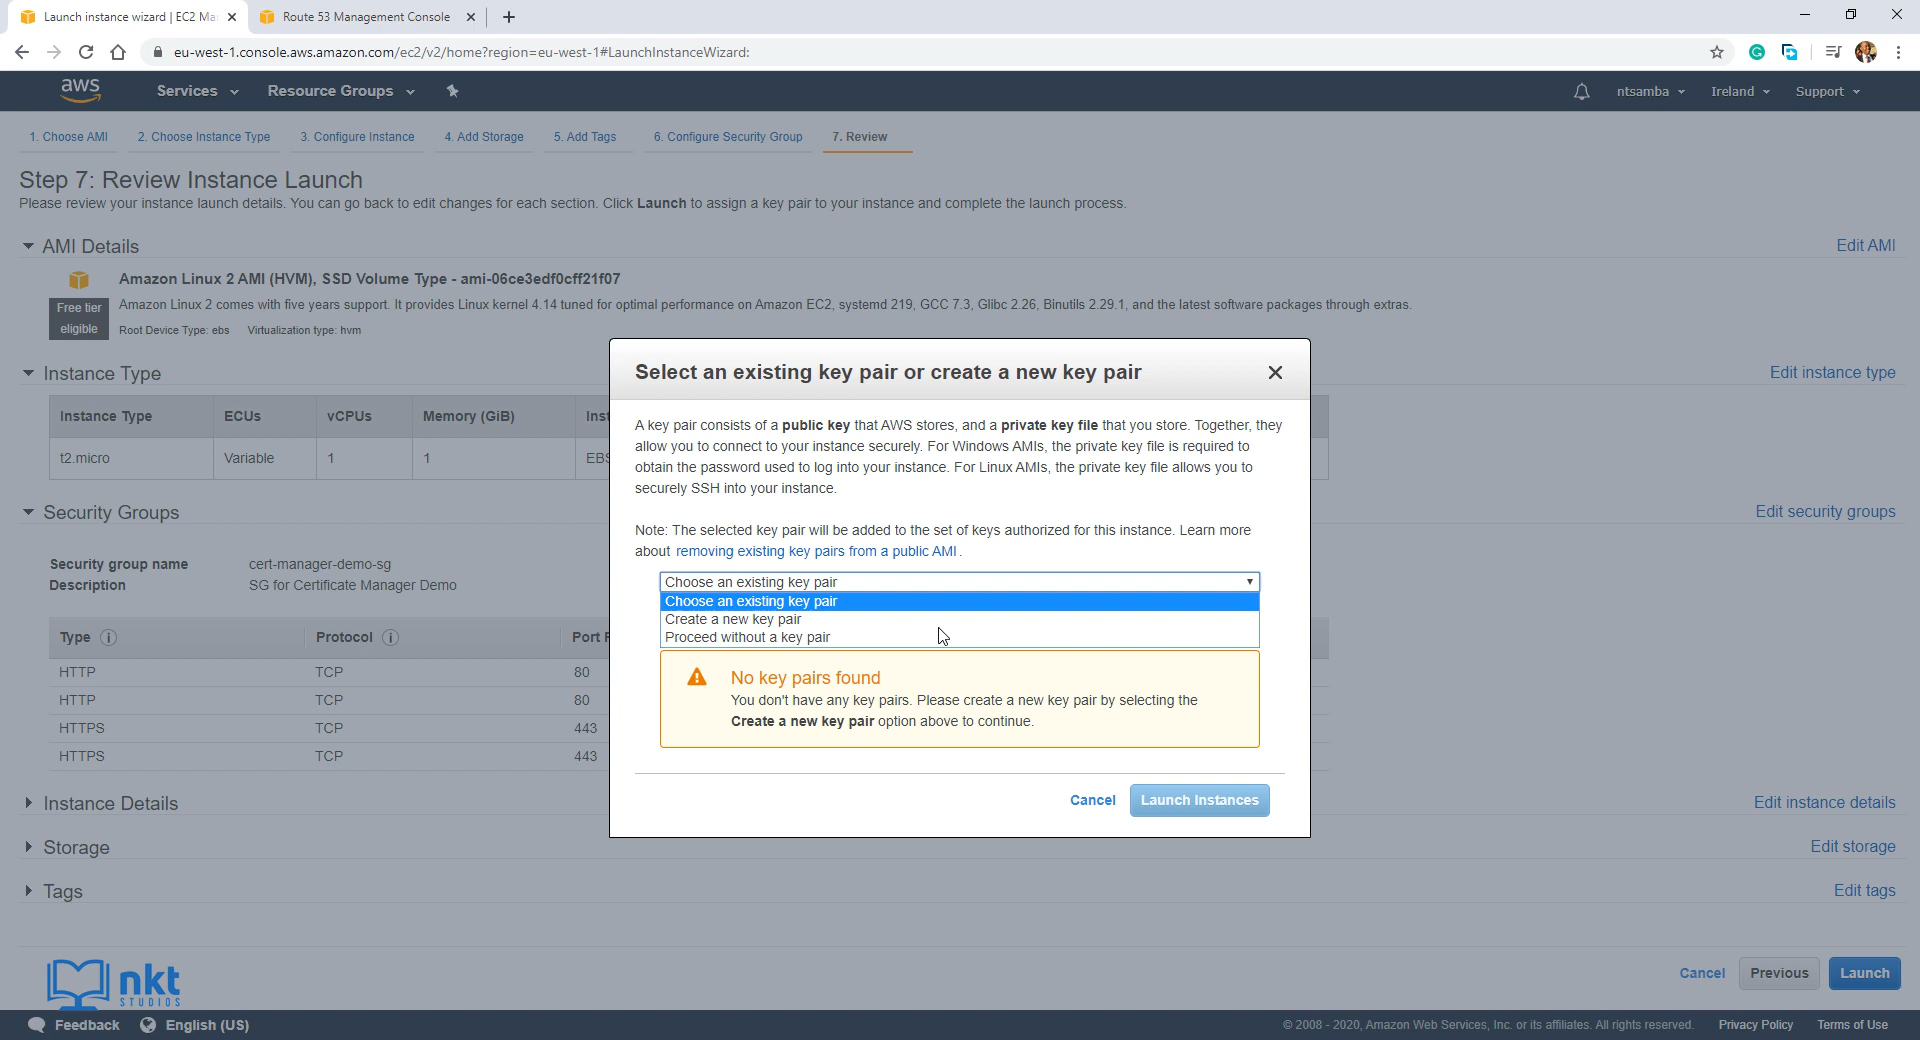 Launch instance wizard | EC2 Ma
Route 53 Management Console
eu-west-1.console.aws.amazon.com/ec2/v2/home?region=eu-west-1#LaunchInstanceWizard:
aws
Services
Resource Groups
ntsamba
Ireland
Support
1. Choose AMI
2. Choose Instance Type
3. Configure Instance
4. Add Storage
5. Add Tags
6. Configure Security Group
7. Review
Step 7: Review Instance Launch
Please review your instance launch details. You can go back to edit changes for each section. Click Launch to assign a key pair to your instance and complete the launch process.
AMI Details
Edit AMI
Amazon Linux 2 AMI (HVM), SSD Volume Type - ami-06ce3edf0cff21f07
Free tier
eligible
Amazon Linux 2 comes with five years support. It provides Linux kernel 4.14 tuned for optimal performance on Amazon EC2, systemd 219, GCC 7.3, Glibc 2.26, Binutils 2.29.1, and the latest software packages through extras.
Root Device Type: ebs Virtualization type: hvm
Instance Type
Edit instance type
Instance Type ECUs vCPUs Memory (GiB) Inst
t2.micro Variable 1 1 EBS
Security Groups
Edit security groups
Security group name cert-manager-demo-sg
Description SG for Certificate Manager Demo
Type Protocol Port R
HTTP TCP 80
HTTP TCP 80
HTTPS TCP 443
HTTPS TCP 443
Instance Details
Edit instance details
Storage
Edit storage
Tags
Edit tags
Select an existing key pair or create a new key pair
A key pair consists of a public key that AWS stores, and a private key file that you store. Together, they
allow you to connect to your instance securely. For Windows AMIs, the private key file is required to
obtain the password used to log into your instance. For Linux AMIs, the private key file allows you to
securely SSH into your instance.
Note: The selected key pair will be added to the set of keys authorized for this instance. Learn more
about removing existing key pairs from a public AMI.
Choose an existing key pair
Choose an existing key pair
Create a new key pair
Proceed without a key pair
No key pairs found
You don't have any key pairs. Please create a new key pair by selecting the
Create a new key pair option above to continue.
Cancel
Launch Instances
nkt
STUDIOS
Cancel
Previous
Launch
Feedback
English (US)
© 2008 - 2020, Amazon Web Services, Inc. or its affiliates. All rights reserved.
Privacy Policy
Terms of Use